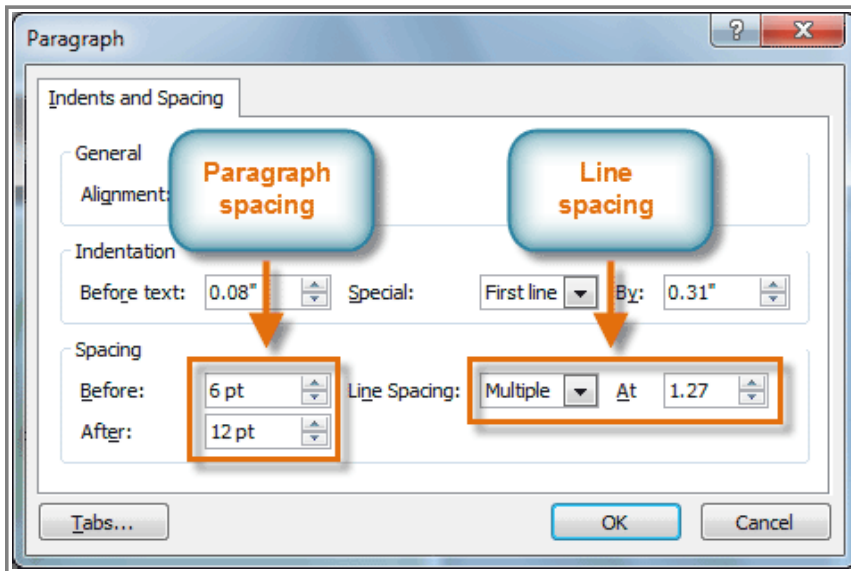 Paragraph
Indents and Spacing
General
Alignment:
Paragraph
spacing
Line
spacing
Indentation
Before text: 0.08" Special: First line By: 0.31"
Spacing
Before: 6 pt Line Spacing: Multiple At 1.27
After: 12 pt
Tabs... OK Cancel